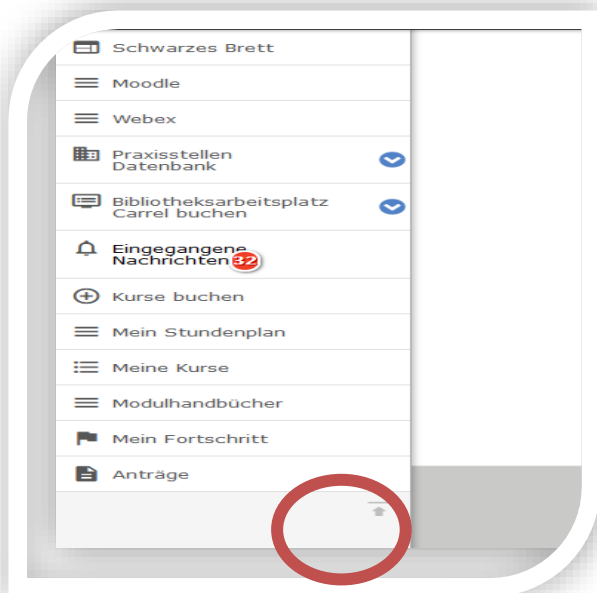 Schwarzes Brett
Moodle
Webex
Praxisstellen
Datenbank
Bibliotheksarbeitsplatz
Carrel buchen
Eingegangene
Nachrichten 32
Kurse buchen
Mein Stundenplan
Meine Kurse
Modulhandbücher
Mein Fortschritt
Anträge